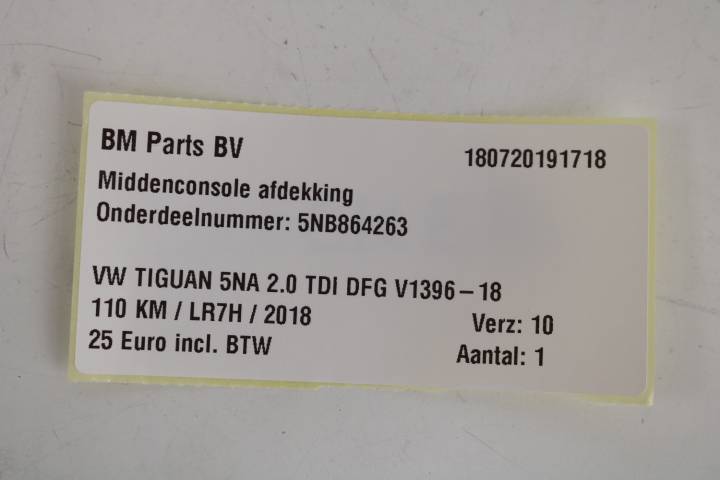 BM Parts BV 180720191718
Middenconsole afdekking
Onderdeelnummer: 5NB864263
VW TIGUAN 5NA 2.0 TDI DFG V1396-18
110 KM / LR7H / 2018 Verz: 10
25 Euro incl. BTW Aantal: 1